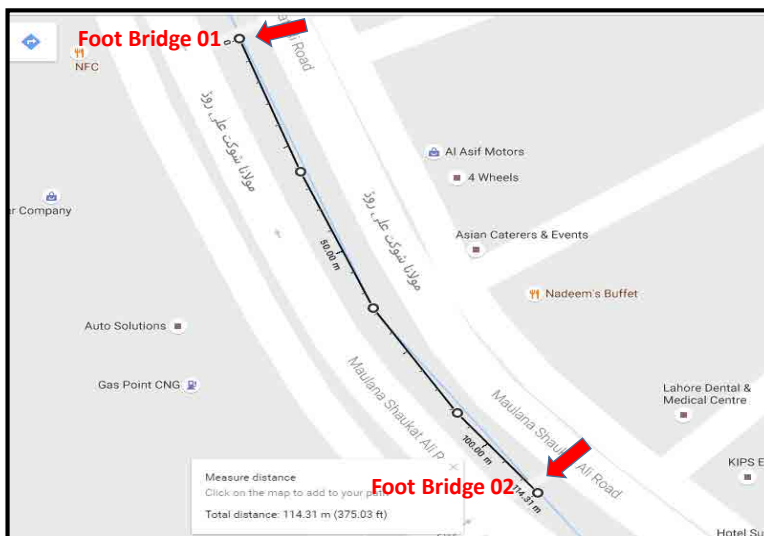 Foot Bridge 01
0
NFC
Ali Road
مولانا شوکت علی روڈ
Al Asif Motors
4 Wheels
er Company
Asian Caterers & Events
مولانا شوکت علی روڈ
50.00 m
Nadeem's Buffet
Auto Solutions
Gas Point CNG
Maulana Shaukat Ali R
Maulana Shaukat Ali Road
Lahore Dental &
Medical Centre
100.00 m
KIPS E
Measure distance
Click on the map to add to your path
Foot Bridge 02
114.31 m
Total distance: 114.31 m (375.03 ft)
Hotel Su